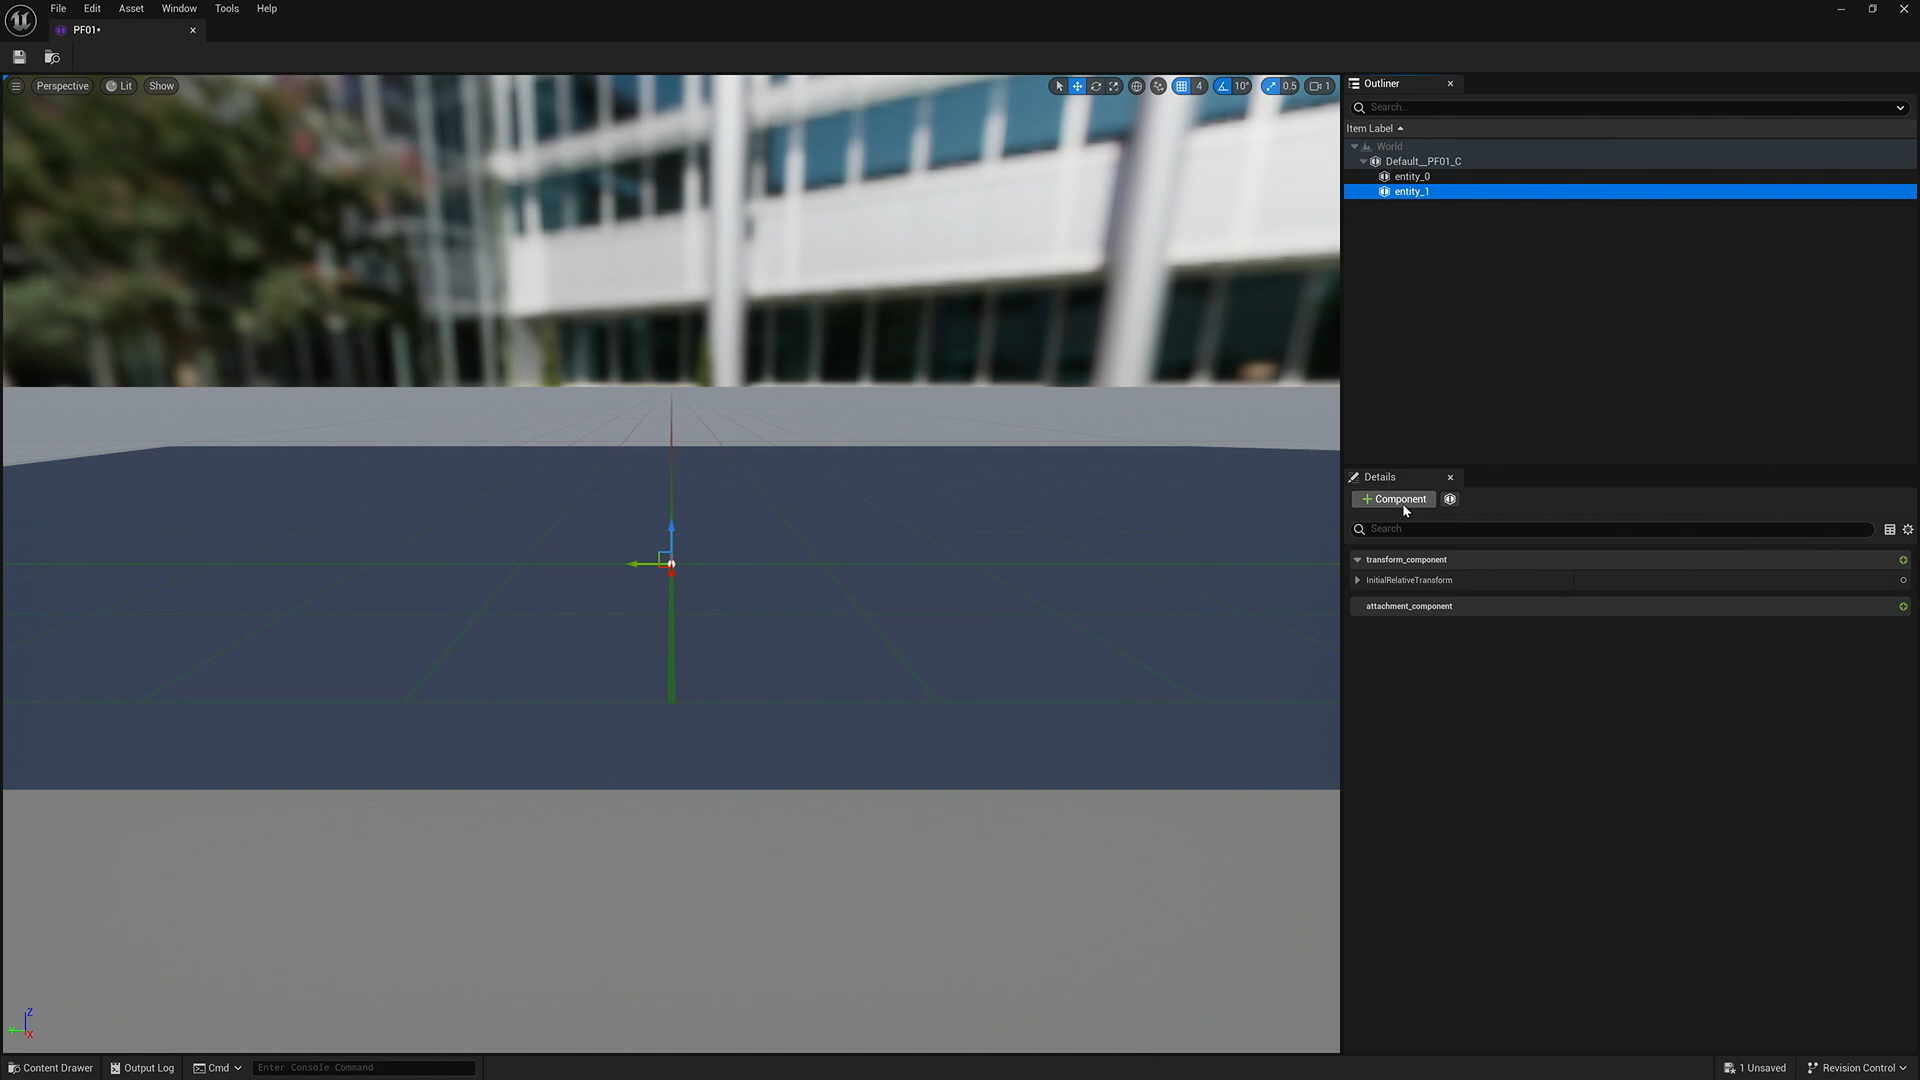 File Edit Asset Window Tools Help
PF01•
Perspective Lit Show
4 10° 0.5 1
Outliner
Search...
Item Label
World
Default__PF01_C
entity_0
entity_1
Details
+ Component
Search
transform_component
InitialRelativeTransform
attachment_component
Z
Y
X
Content Drawer Output Log Cmd Enter Console Command 1 Unsaved Revision Control